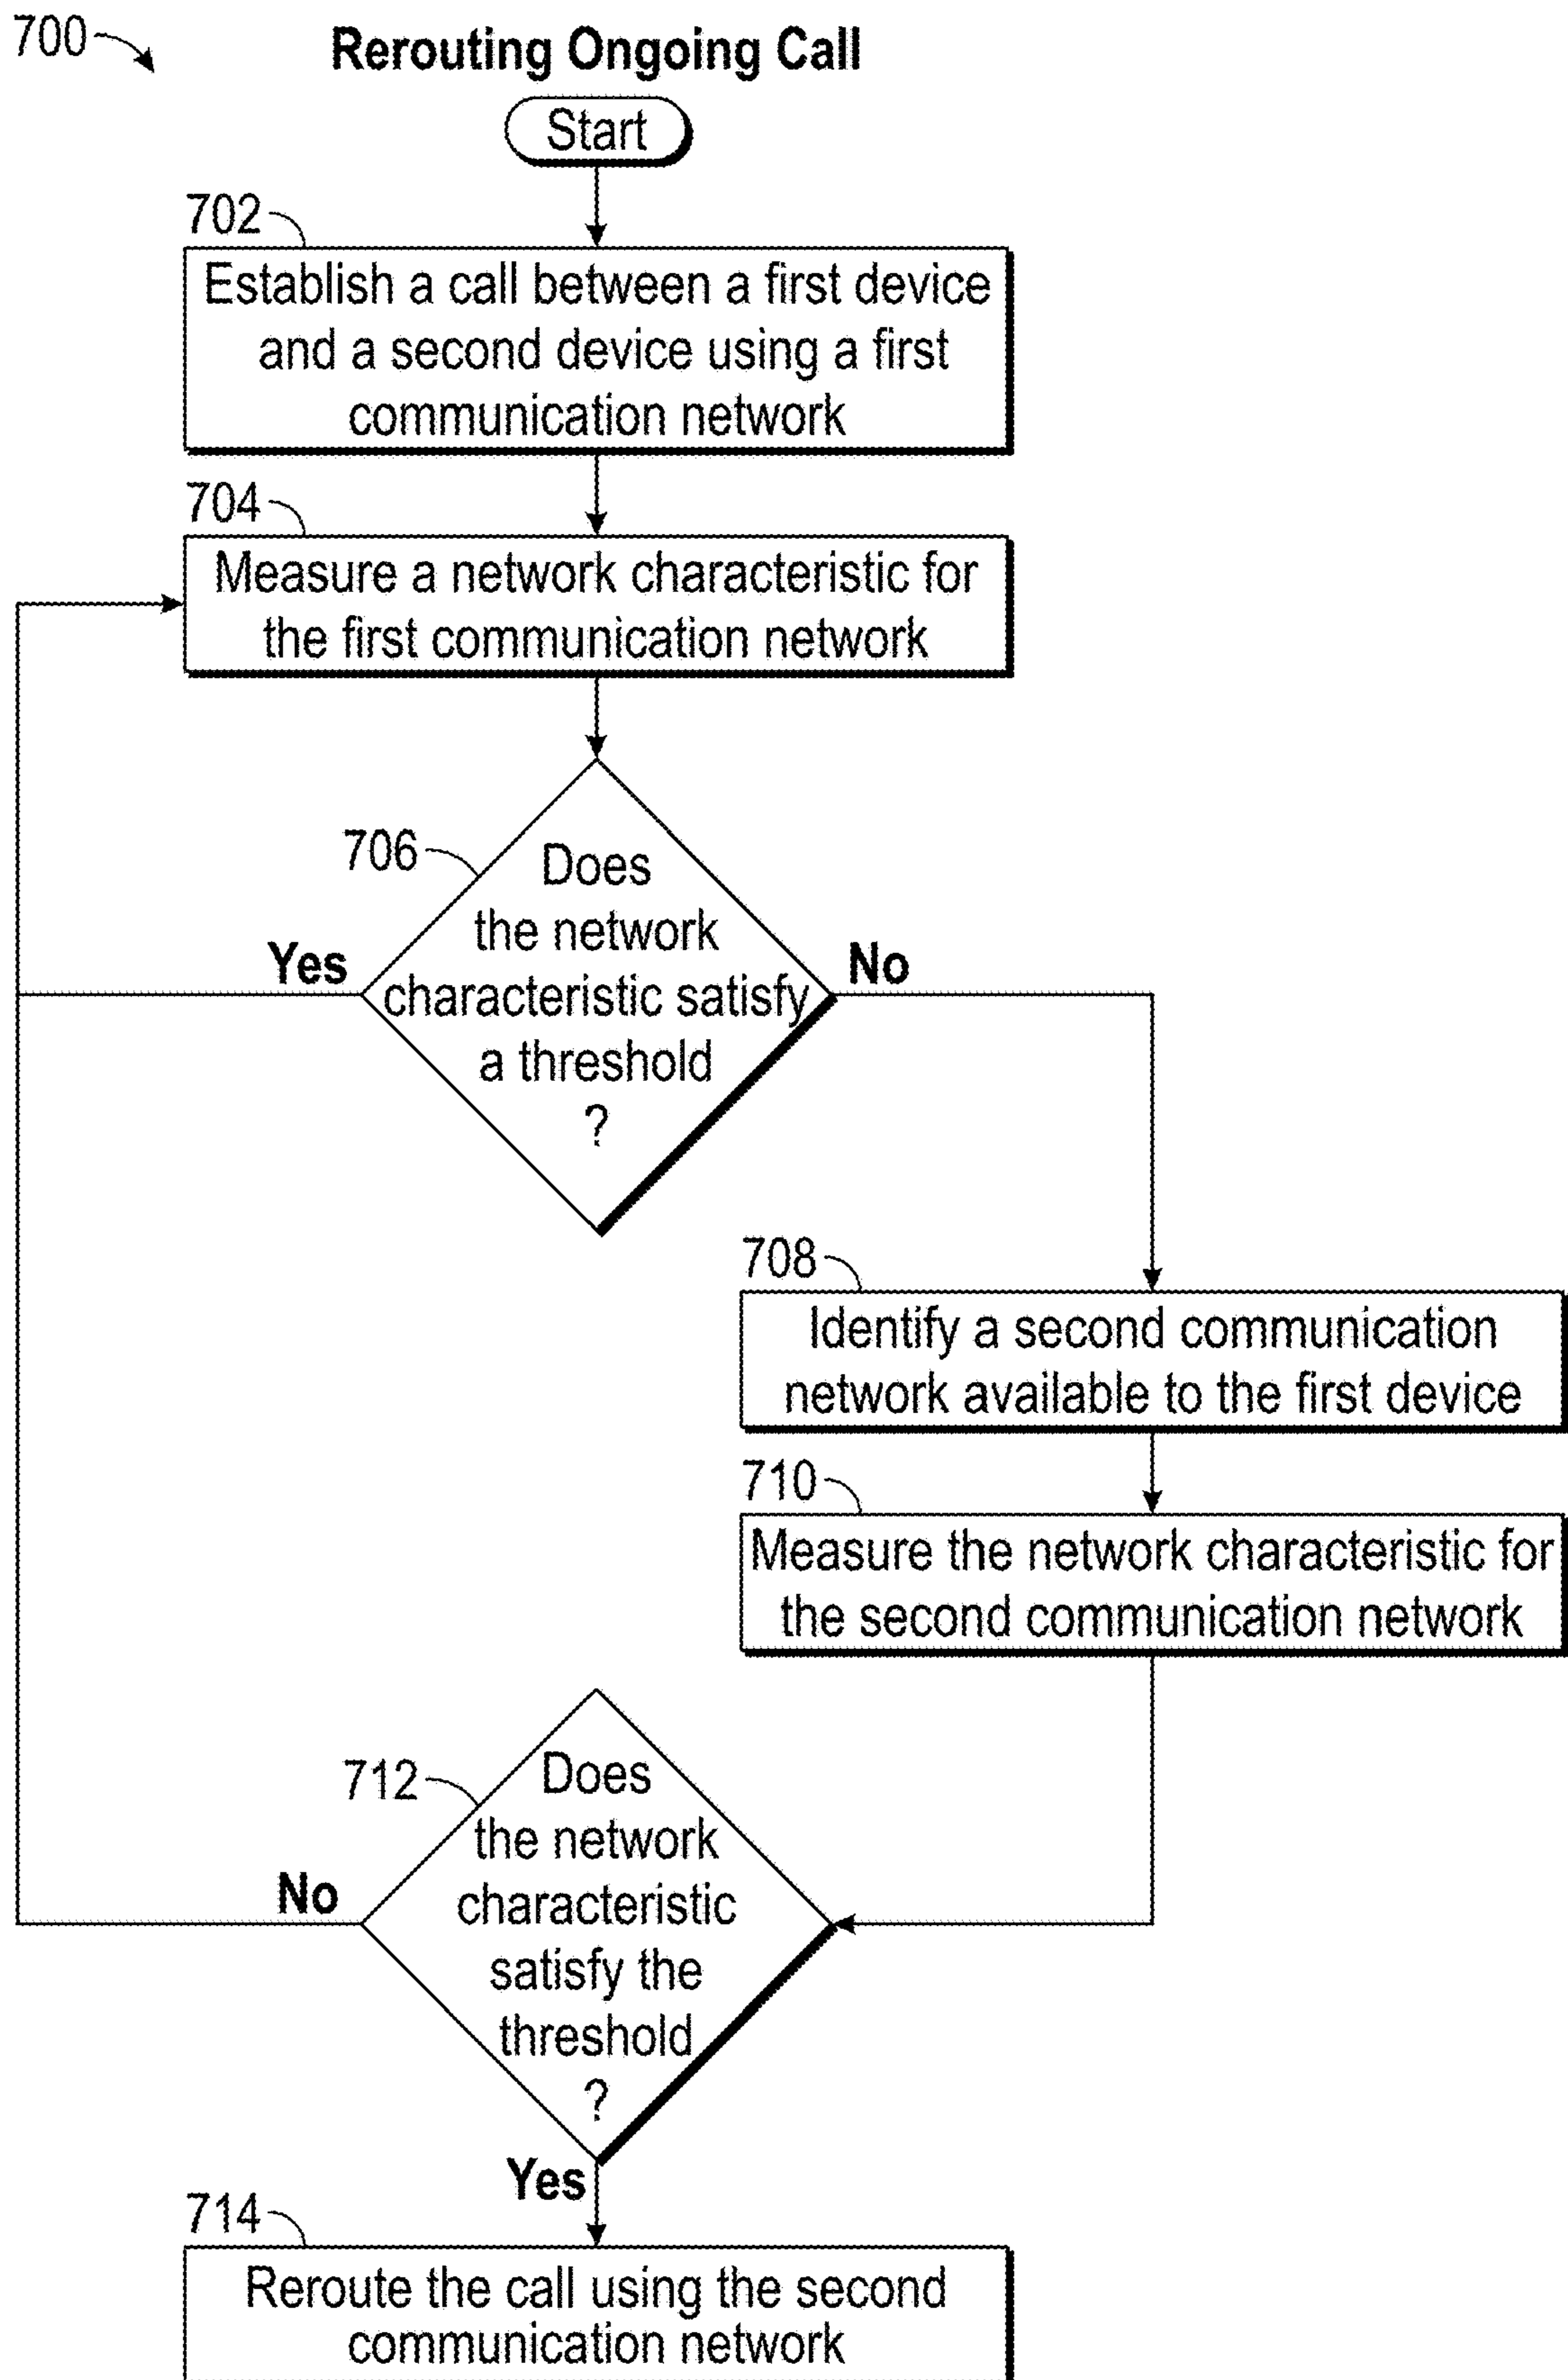 700
Rerouting Ongoing Call
Start
702
Establish a call between a first device
and a second device using a first
communication network
704
Measure a network characteristic for
the first communication network
706
Does
the network
characteristic satisfy
a threshold
?
Yes
No
708
Identify a second communication
network available to the first device
710
Measure the network characteristic for
the second communication network
712
Does
the network
characteristic
satisfy the
threshold
?
No
Yes
714
Reroute the call using the second
communication network